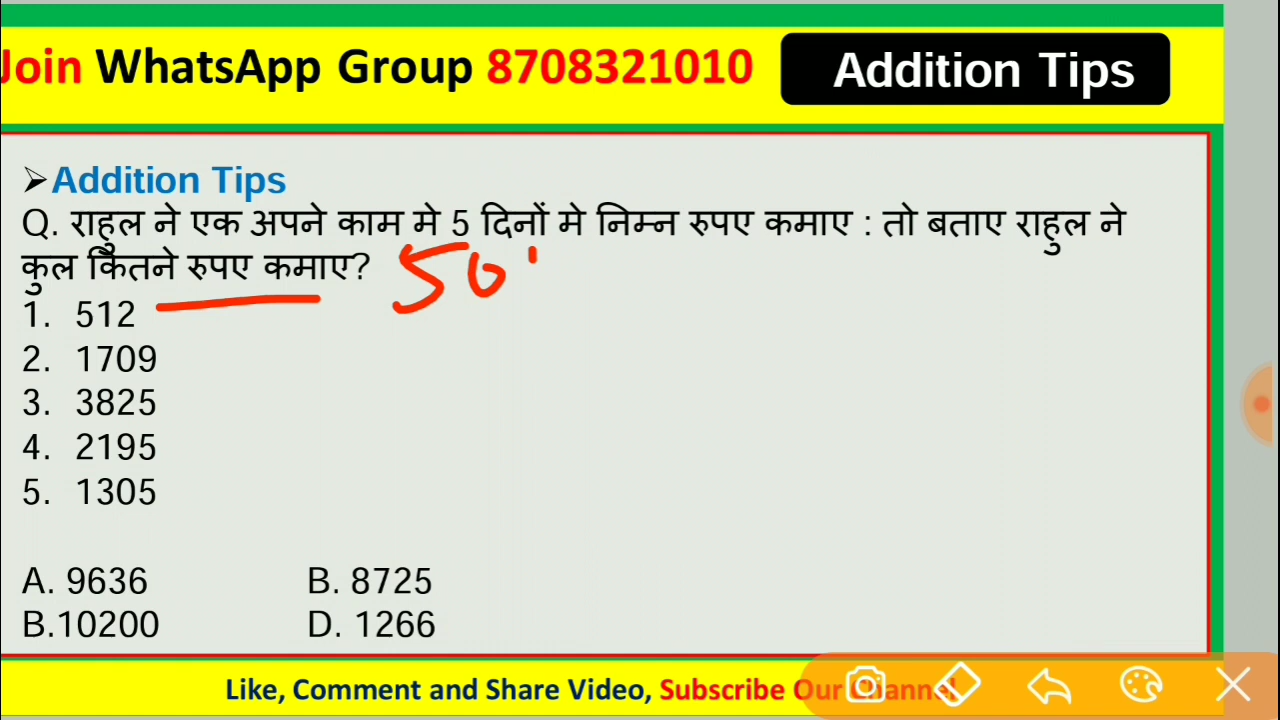 Join WhatsApp Group 8708321010
Addition Tips
➢Addition Tips
Q. राहुल ने एक अपने काम मे 5 दिनों मे निम्न रुपए कमाए : तो बताए राहुल ने
कुल कितने रुपए कमाए?
50
1. 512
2. 1709
3. 3825
4. 2195
5. 1305
A. 9636 B. 8725
B.10200 D. 1266
Like, Comment and Share Video, Subscribe Our Channel